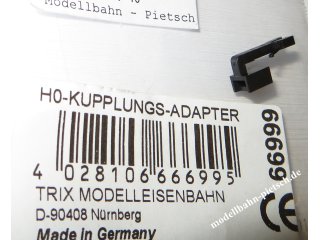 Modellbahn - Pietsch
H0-KUPPLUNGS-ADAPTER
4 028106 666995
TRIX MODELLEISENBAHN
D-90408 Nürnberg
Made in Germany
66699
CE
modellbahn-pietsch.de